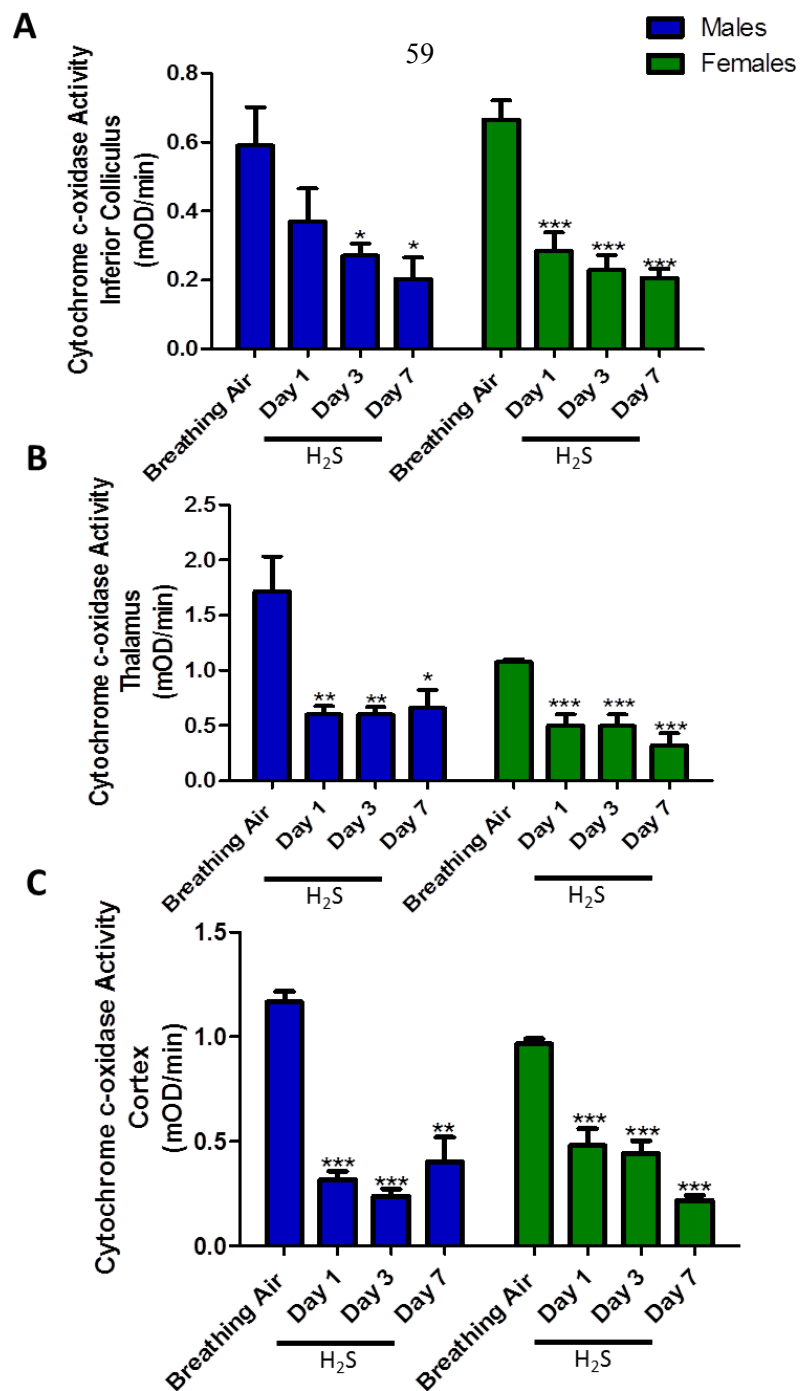 A
59
Males
Females
Cytochrome c-oxidase Activity
Inferior Colliculus
(mOD/min)
0.8
0.6
0.4
0.2
0.0
* * *** *** ***
Breathing Air Day 1 Day 3 Day 7 Breathing Air Day 1 Day 3 Day 7
H₂S H₂S
B
Cytochrome c-oxidase Activity
Thalamus
(mOD/min)
2.5
2.0
1.5
1.0
0.5
0.0
** ** * *** *** ***
Breathing Air Day 1 Day 3 Day 7 Breathing Air Day 1 Day 3 Day 7
H₂S H₂S
C
Cytochrome c-oxidase Activity
Cortex
(mOD/min)
1.5
1.0
0.5
0.0
*** *** ** *** *** ***
Breathing Air Day 1 Day 3 Day 7 Breathing Air Day 1 Day 3 Day 7
H₂S H₂S